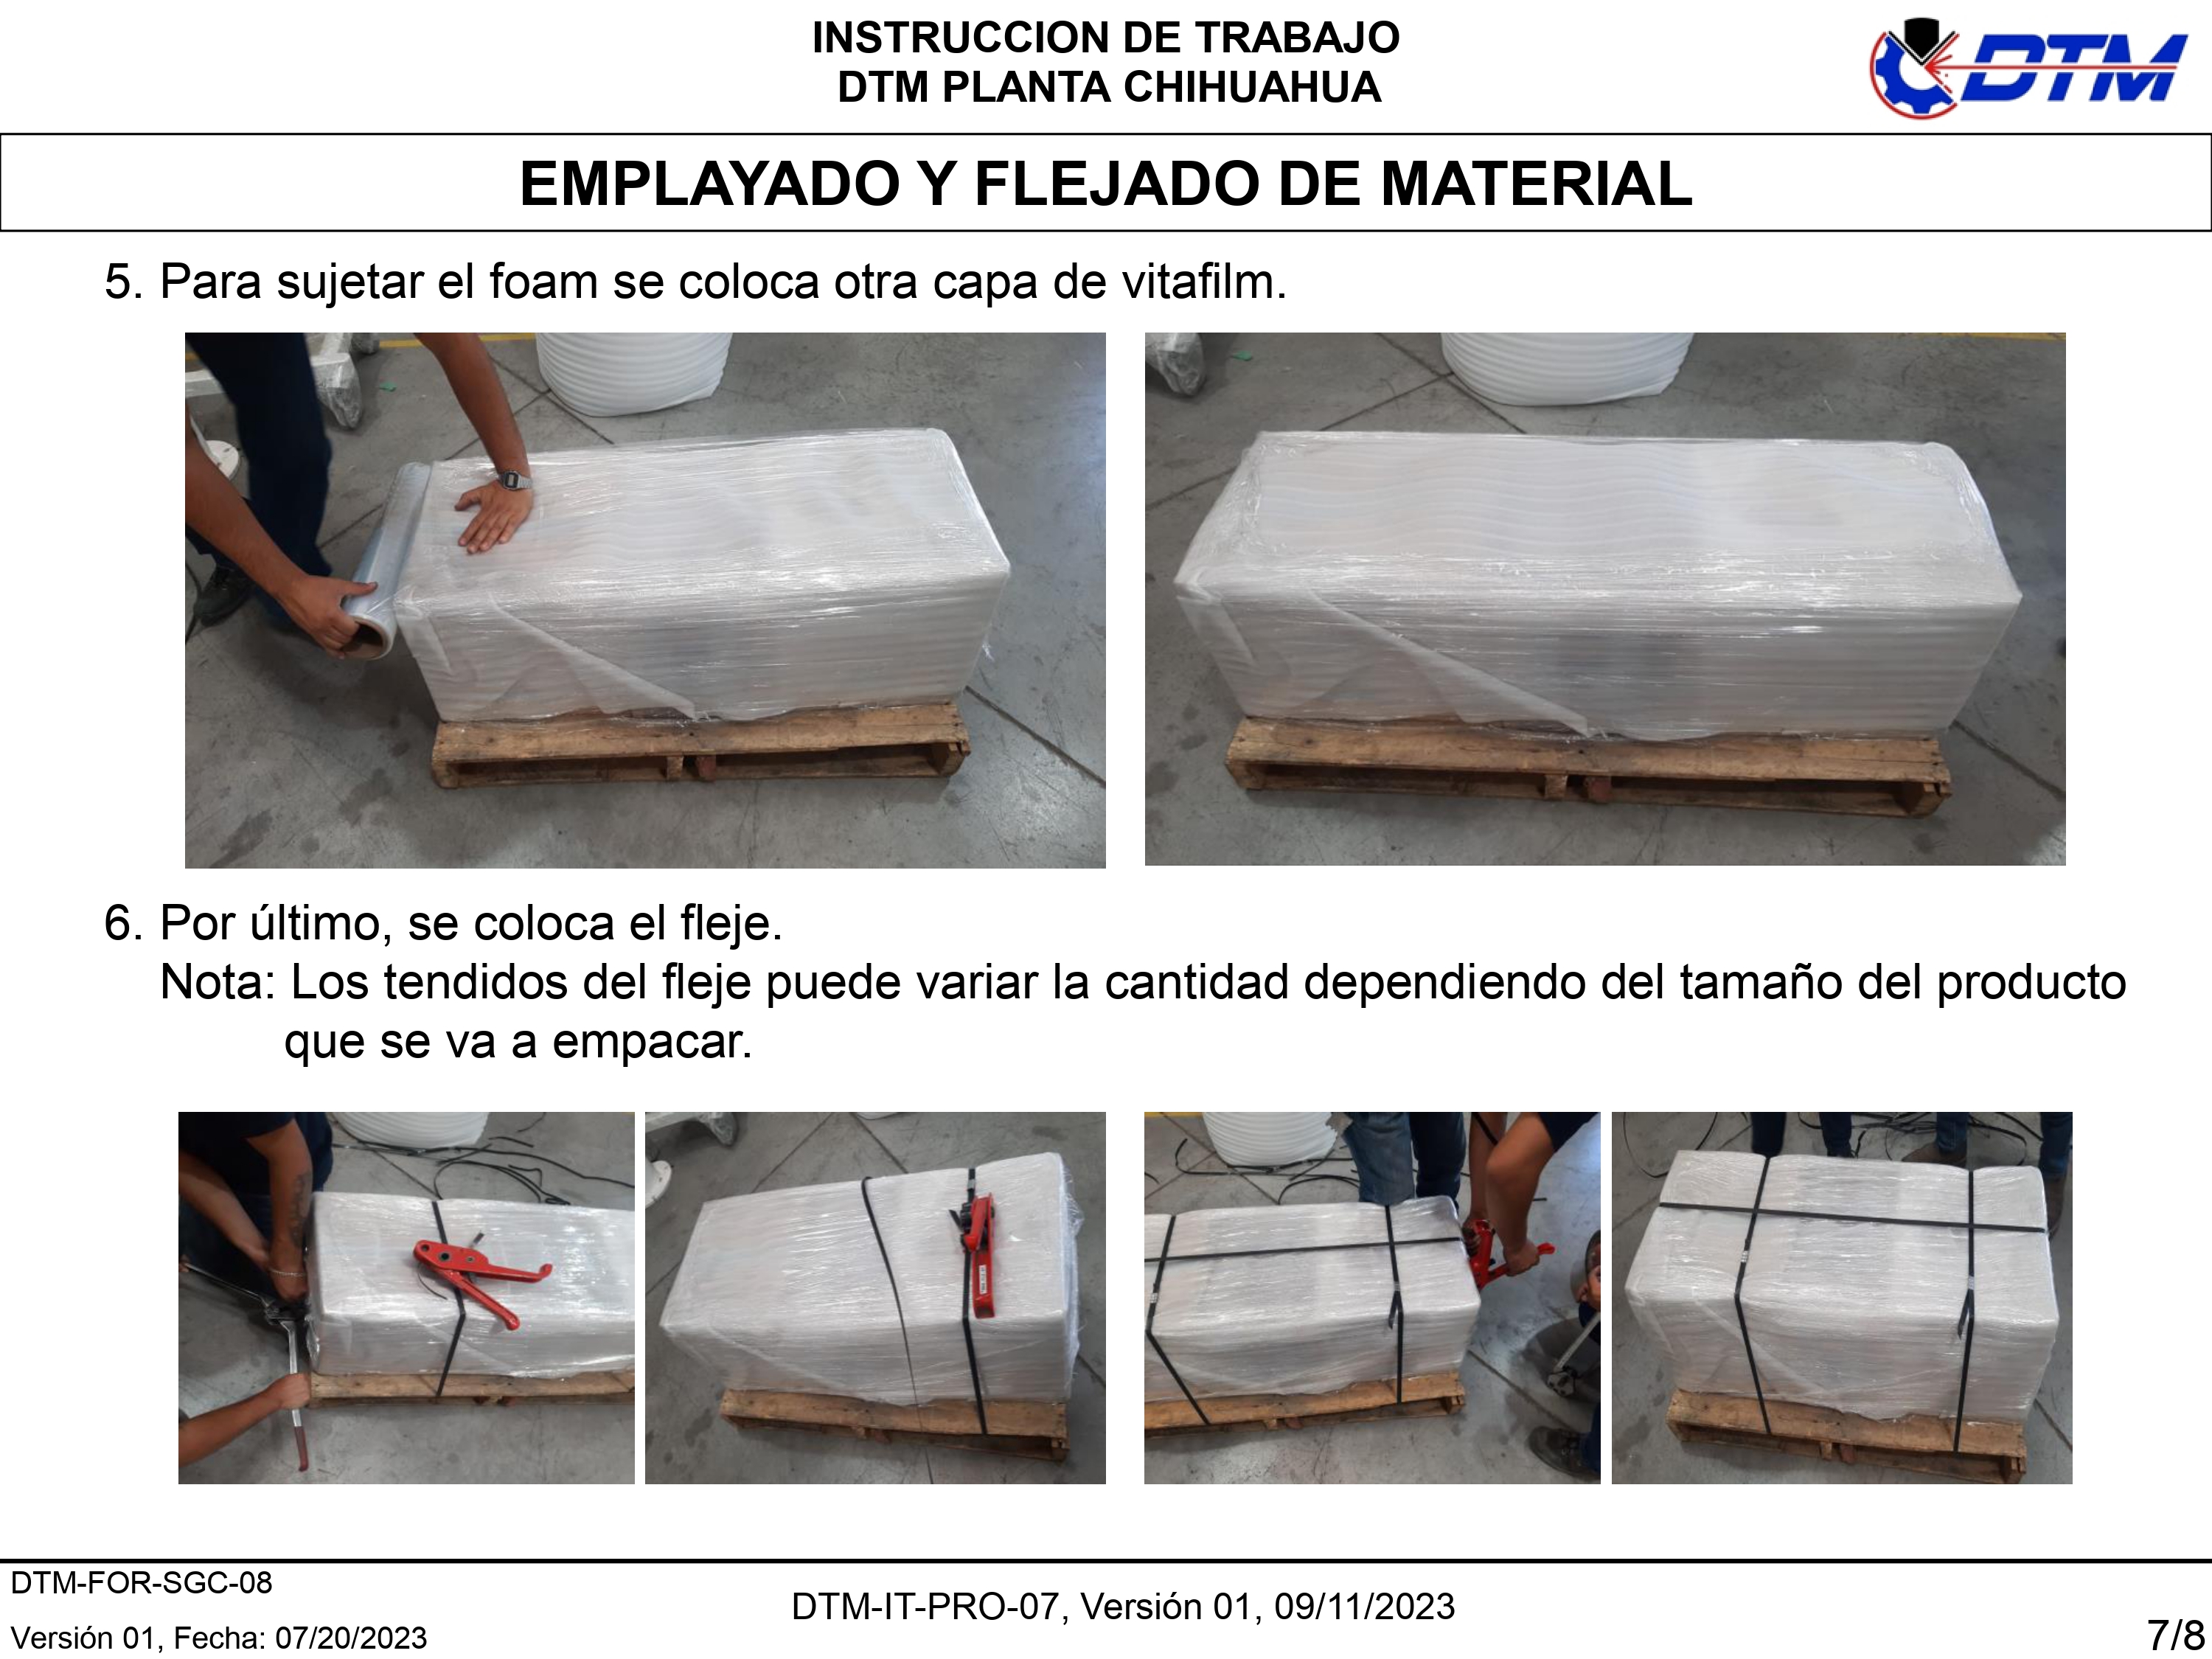 INSTRUCCION DE TRABAJO
DTM PLANTA CHIHUAHUA
DTM
EMPLAYADO Y FLEJADO DE MATERIAL
5. Para sujetar el foam se coloca otra capa de vitafilm.
6. Por último, se coloca el fleje.
Nota: Los tendidos del fleje puede variar la cantidad dependiendo del tamaño del producto
que se va a empacar.
DTM-FOR-SGC-08
Versión 01, Fecha: 07/20/2023
DTM-IT-PRO-07, Versión 01, 09/11/2023
7/8